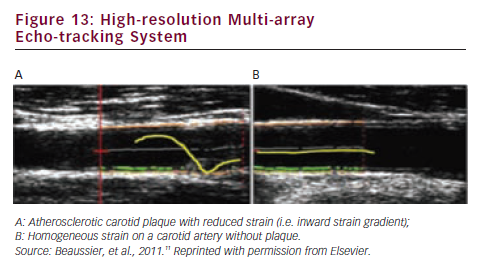 Figure 13: High-resolution Multi-array
Echo-tracking System
A
B
A: Atherosclerotic carotid plaque with reduced strain (i.e. inward strain gradient);
B: Homogeneous strain on a carotid artery without plaque.
Source: Beaussier, et al., 2011.¹¹ Reprinted with permission from Elsevier.